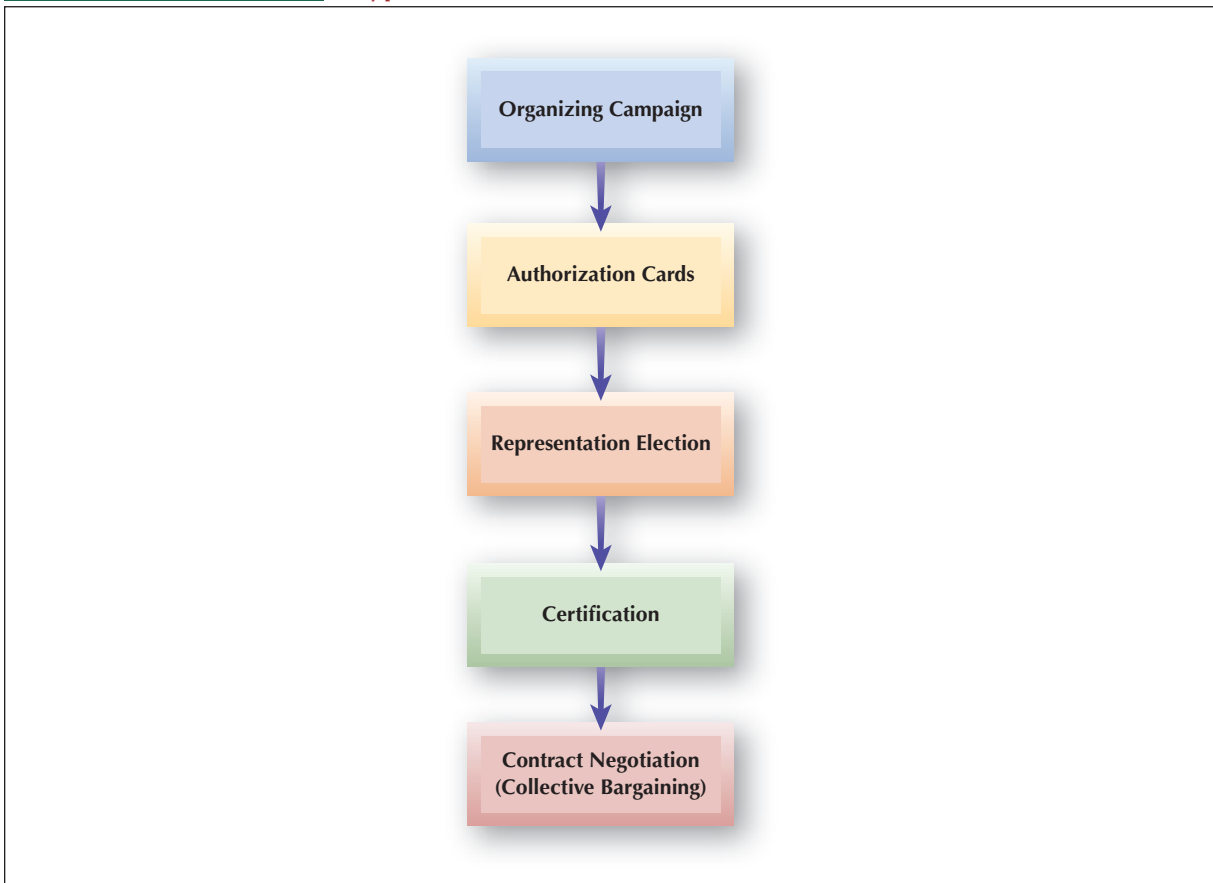 Organizing Campaign
Authorization Cards
Representation Election
Certification
Contract Negotiation
(Collective Bargaining)